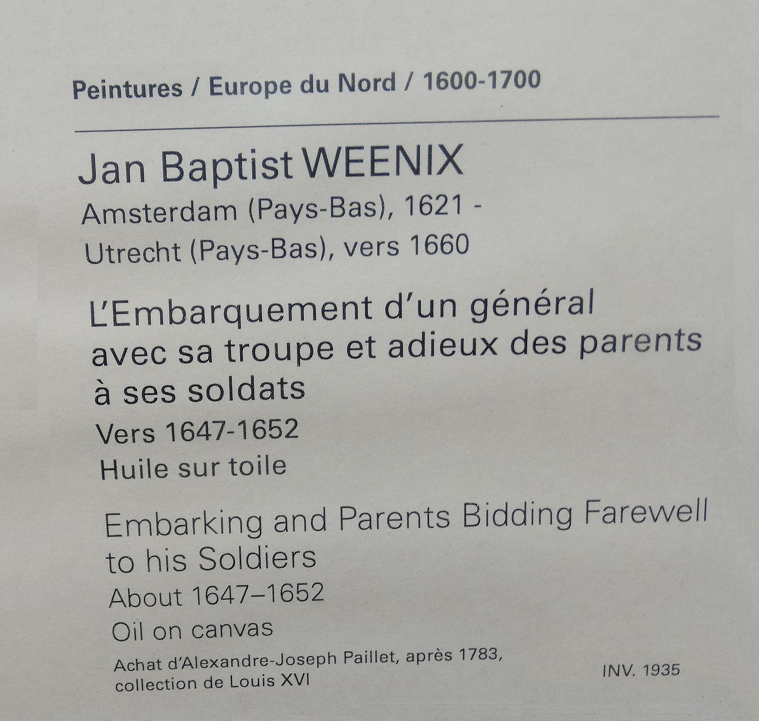 Peintures / Europe du Nord / 1600-1700
Jan Baptist WEENIX
Amsterdam (Pays-Bas), 1621 -
Utrecht (Pays-Bas), vers 1660
L'Embarquement d'un général
avec sa troupe et adieux des parents
à ses soldats
Vers 1647-1652
Huile sur toile
Embarking and Parents Bidding Farewell
to his Soldiers
About 1647–1652
Oil on canvas
Achat d'Alexandre-Joseph Paillet, après 1783,
collection de Louis XVI
INV. 1935